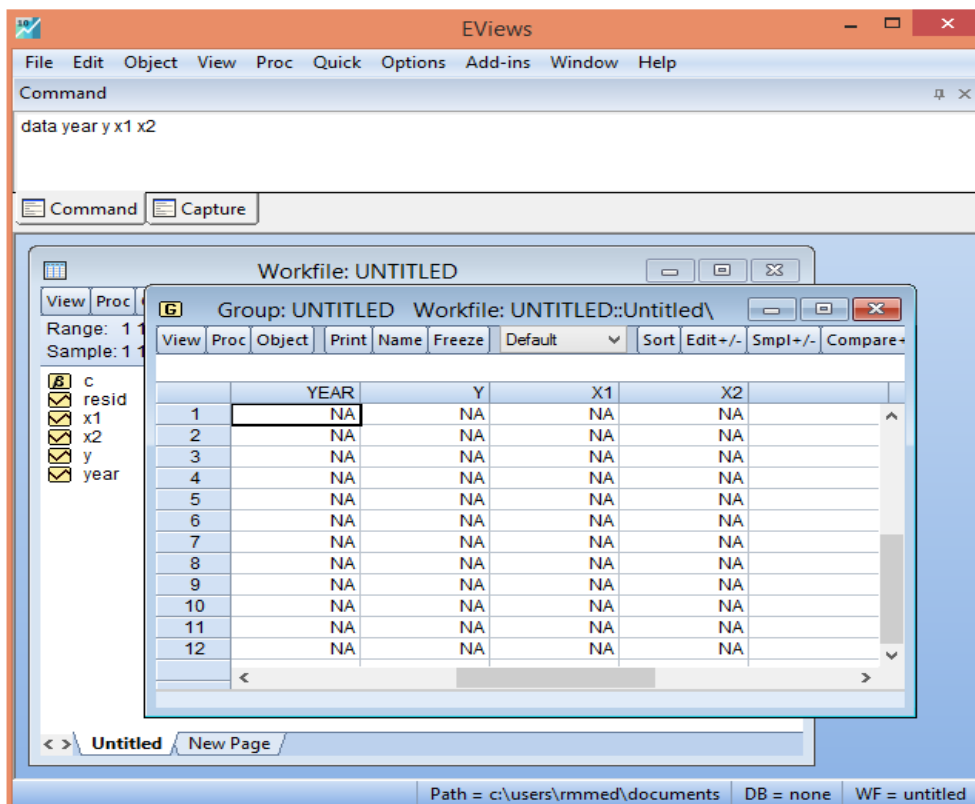 10
EViews
File Edit Object View Proc Quick Options Add-ins Window Help
Command
data year y x1 x2
Command Capture
Workfile: UNTITLED
View Proc
Range: 1 1
Sample: 1 1
β c
resid
x1
x2
y
year
G Group: UNTITLED Workfile: UNTITLED::Untitled\
View Proc Object Print Name Freeze Default Sort Edit+/- Smpl+/- Compare+
YEAR Y X1 X2
1 NA NA NA NA
2 NA NA NA NA
3 NA NA NA NA
4 NA NA NA NA
5 NA NA NA NA
6 NA NA NA NA
7 NA NA NA NA
8 NA NA NA NA
9 NA NA NA NA
10 NA NA NA NA
11 NA NA NA NA
12 NA NA NA NA
Untitled New Page
Path = c:\users\rmmed\documents DB = none WF = untitled